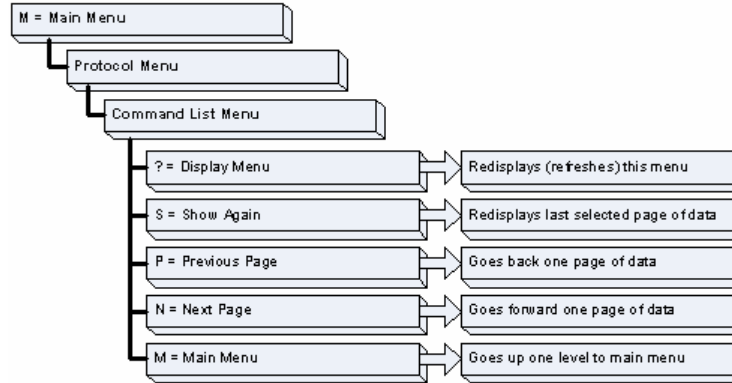 M = Main Menu
Protocol Menu
Command List Menu
? = Display Menu
Redisplays (refreshes) this menu
S = Show Again
Redisplays last selected page of data
P = Previous Page
Goes back one page of data
N = Next Page
Goes forward one page of data
M = Main Menu
Goes up one level to main menu